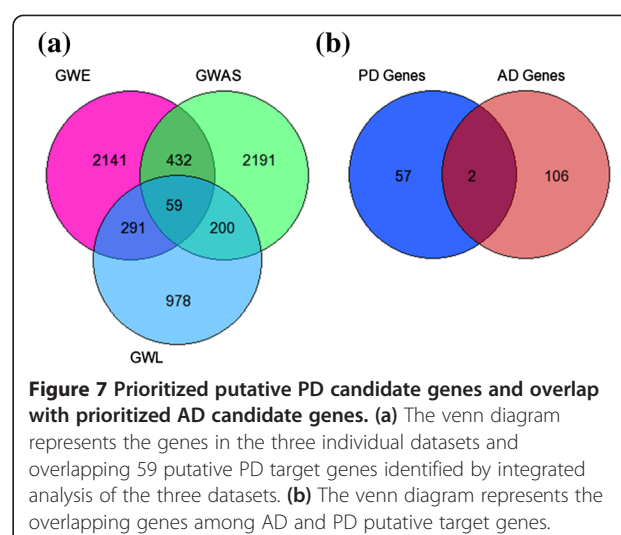 (a)
(b)
GWE
GWAS
PD Genes
AD Genes
2141
432
2191
57
2
106
59
291
200
978
GWL
Figure 7 Prioritized putative PD candidate genes and overlap
with prioritized AD candidate genes. (a) The venn diagram
represents the genes in the three individual datasets and
overlapping 59 putative PD target genes identified by integrated
analysis of the three datasets. (b) The venn diagram represents the
overlapping genes among AD and PD putative target genes.